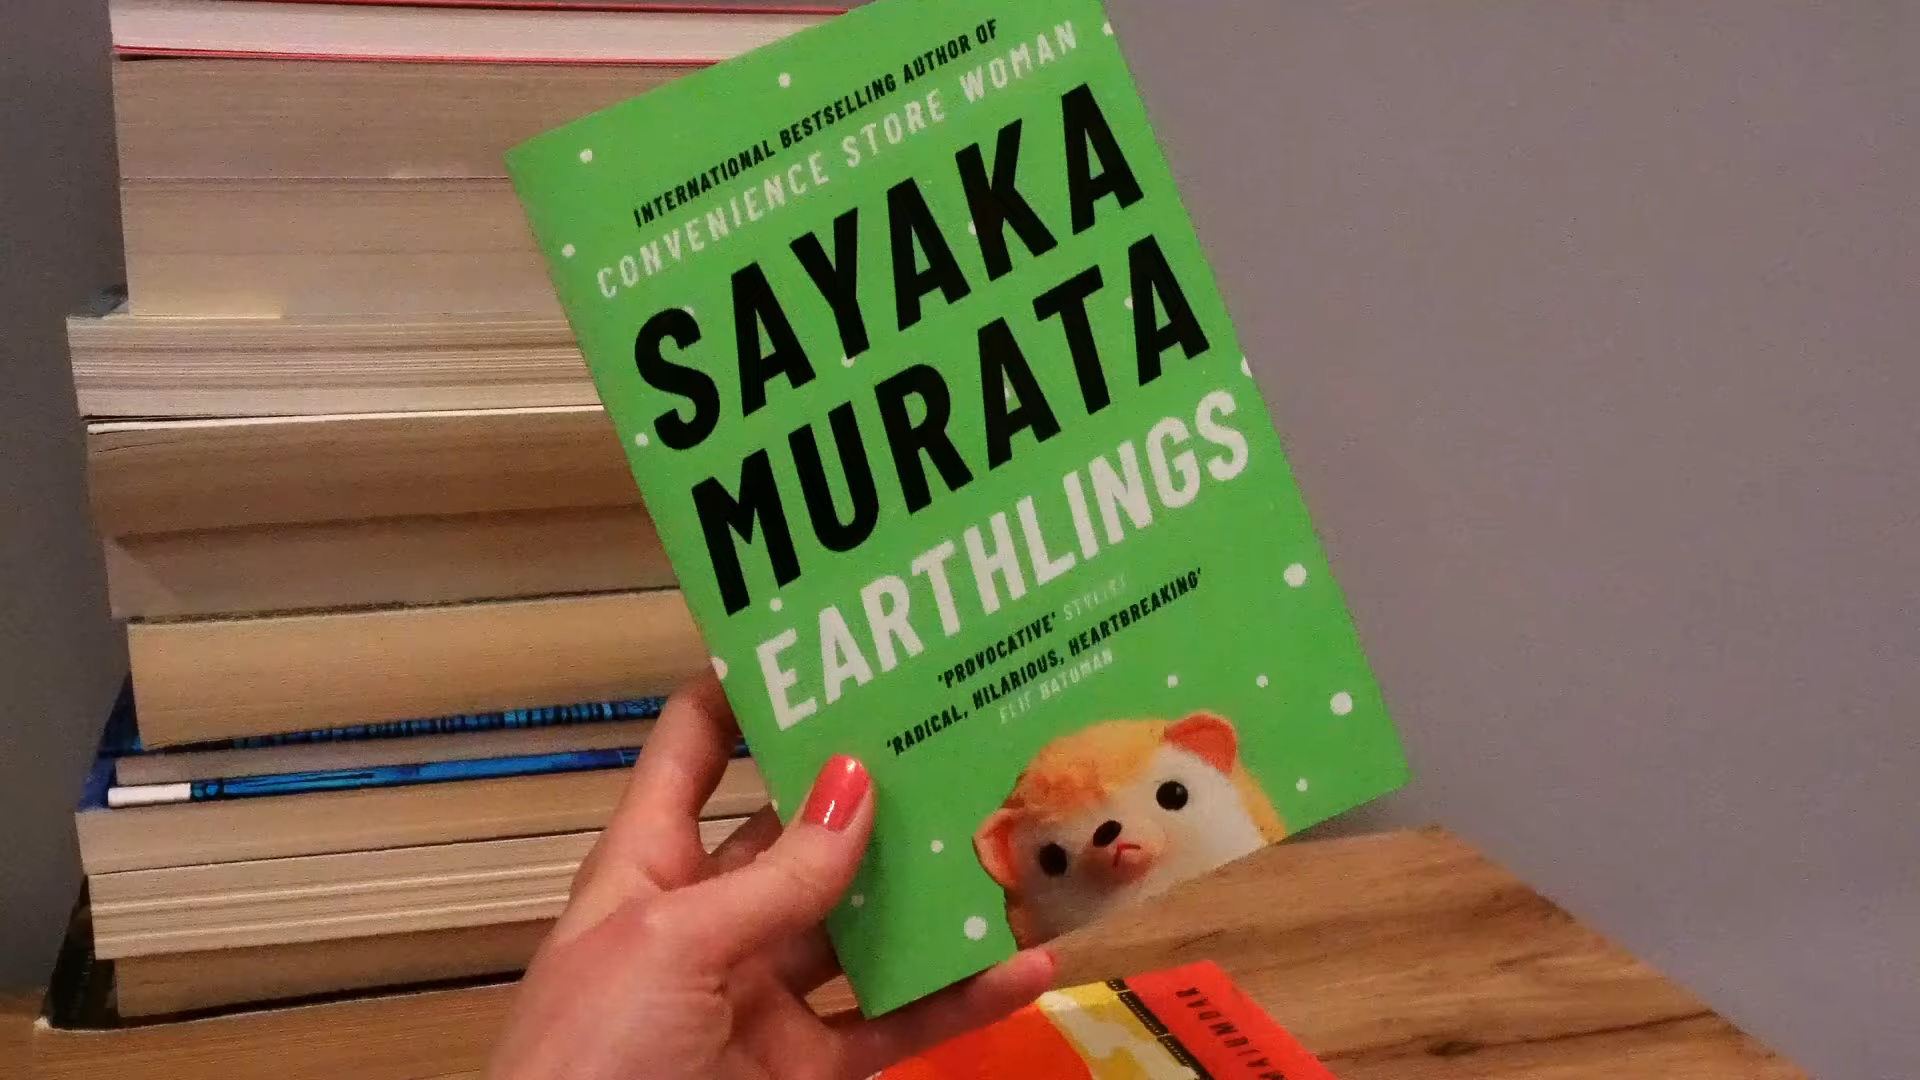 INTERNATIONAL BESTSELLING AUTHOR OF
CONVENIENCE STORE WOMAN
SAYAKA
MURATA
EARTHLINGS
'PROVOCATIVE' STYLIST
'RADICAL, HILARIOUS, HEARTBREAKING'
ELIF BATUMAN